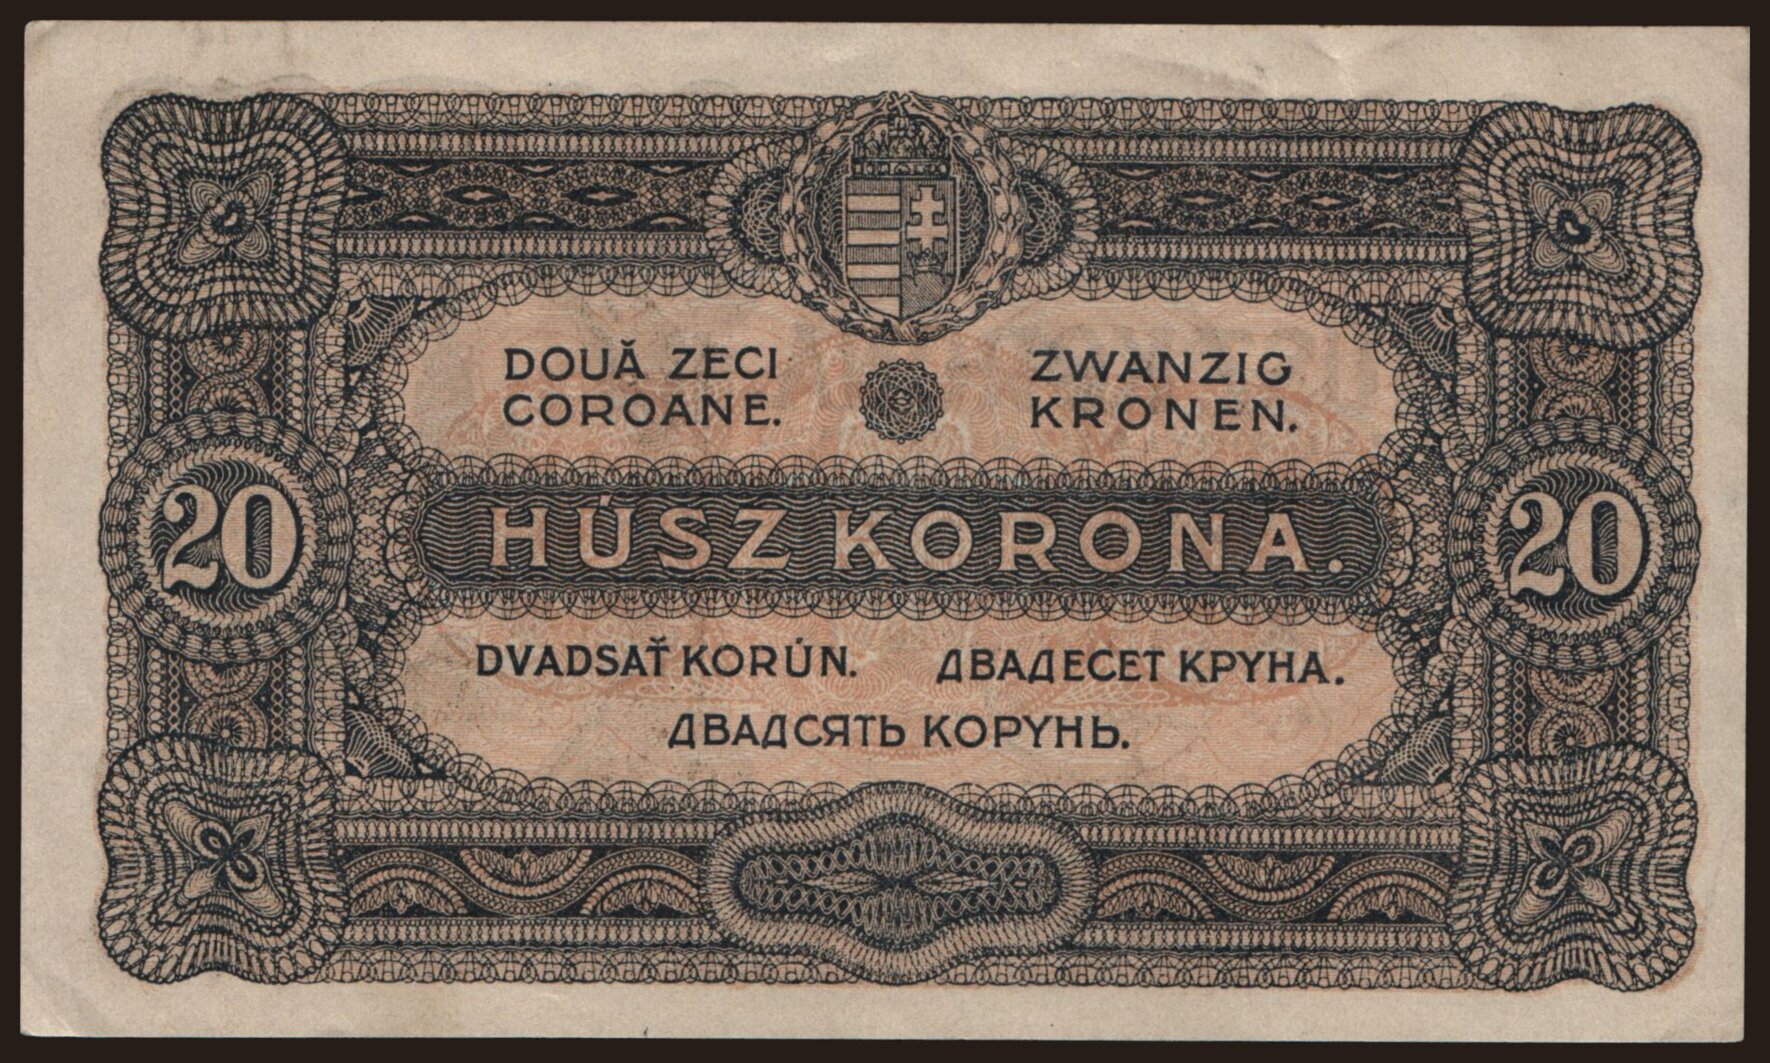 DOUĂ ZECI
COROANE.
ZWANZIG
KRONEN.
20
HÚSZ KORONA.
20
DVADSAŤ KORÚN. ДВАДЕСЕТ КРУНА.
ДВАДСЯТЬ КОРУНЬ.